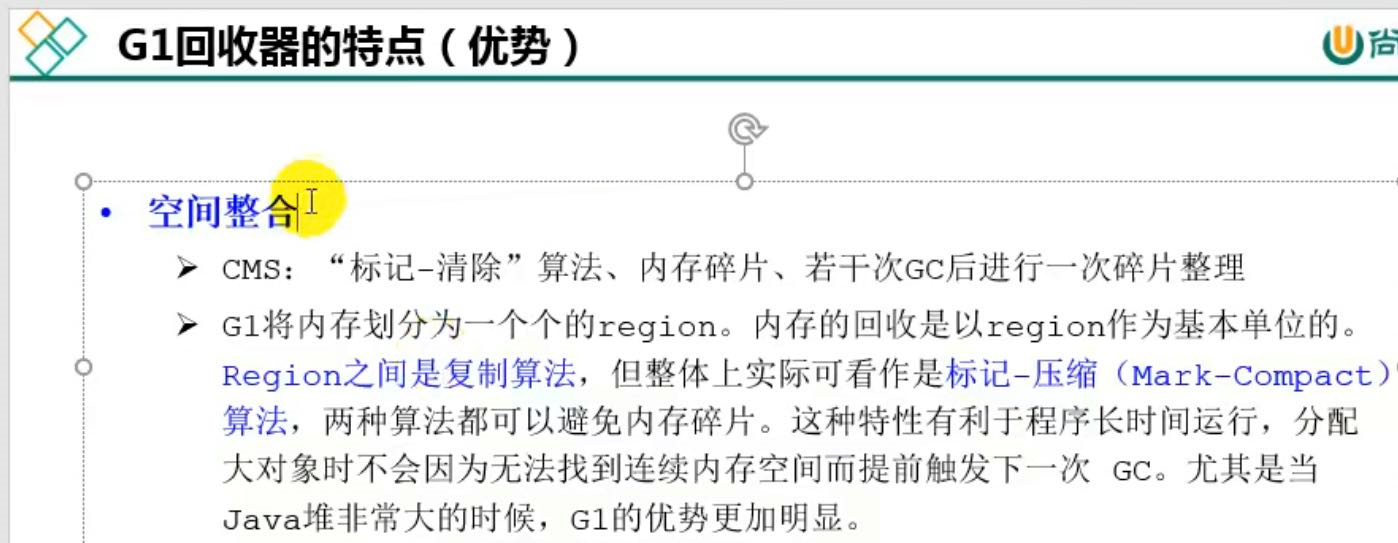 G1回收器的特点（优势）
尚
• 空间整合
➢ CMS：“标记-清除”算法、内存碎片、若干次GC后进行一次碎片整理
➢ G1将内存划分为一个个的region。内存的回收是以region作为基本单位的。
Region之间是复制算法，但整体上实际可看作是标记-压缩（Mark-Compact）
算法，两种算法都可以避免内存碎片。这种特性有利于程序长时间运行，分配
大对象时不会因为无法找到连续内存空间而提前触发下一次 GC。尤其是当
Java堆非常大的时候，G1的优势更加明显。